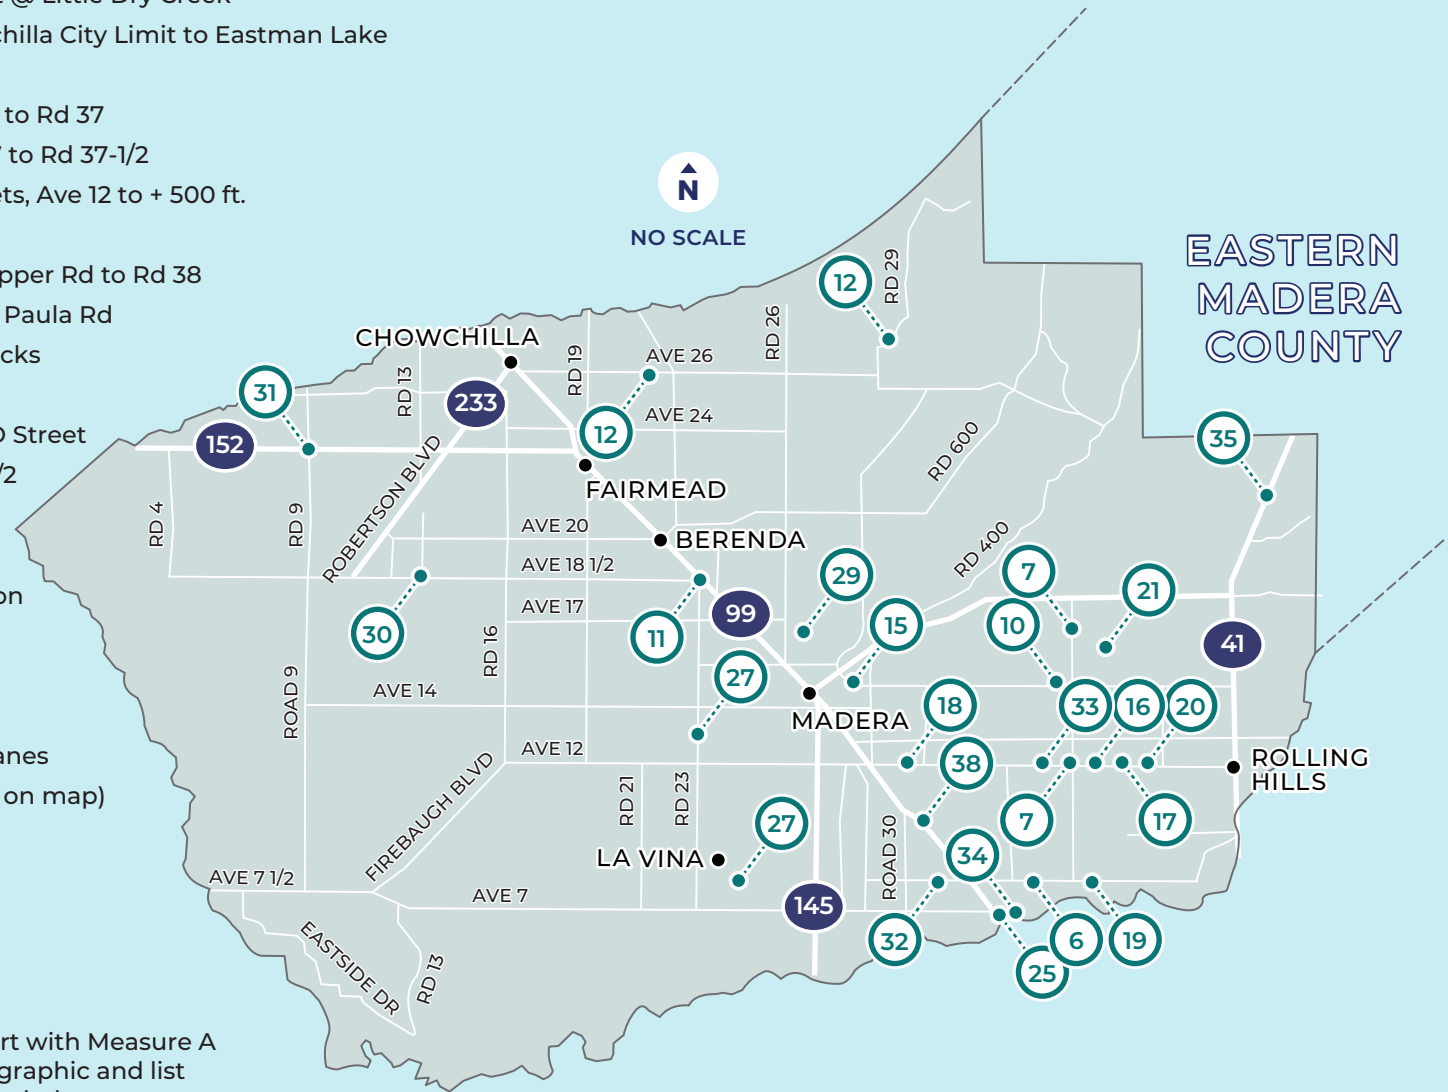 @ Little Dry Creek
chilla City Limit to Eastman Lake
to Rd 37
to Rd 37-1/2
ets, Ave 12 to + 500 ft.
pper Rd to Rd 38
Paula Rd
cks
O Street
/2
on
anes
on map)
rt with Measure A
graphic and list
N
NO SCALE
EASTERN
MADERA
COUNTY
12
RD 29
RD 26
CHOWCHILLA
RD 19
AVE 26
31
RD 13
233
12
AVE 24
152
35
ROBERTSON BLVD
RD 600
FAIRMEAD
RD 4
RD 9
AVE 20
BERENDA
AVE 18 1/2
RD 400
29
7
21
AVE 17
99
15
10
30
11
41
RD 16
27
ROAD 9
AVE 14
MADERA
18
33
16
20
AVE 12
38
ROLLING
HILLS
FIREBAUGH BLVD
RD 21
RD 23
27
7
17
LA VINA
ROAD 30
34
AVE 7 1/2
AVE 7
145
EASTSIDE DR
RD 13
32
25
6
19